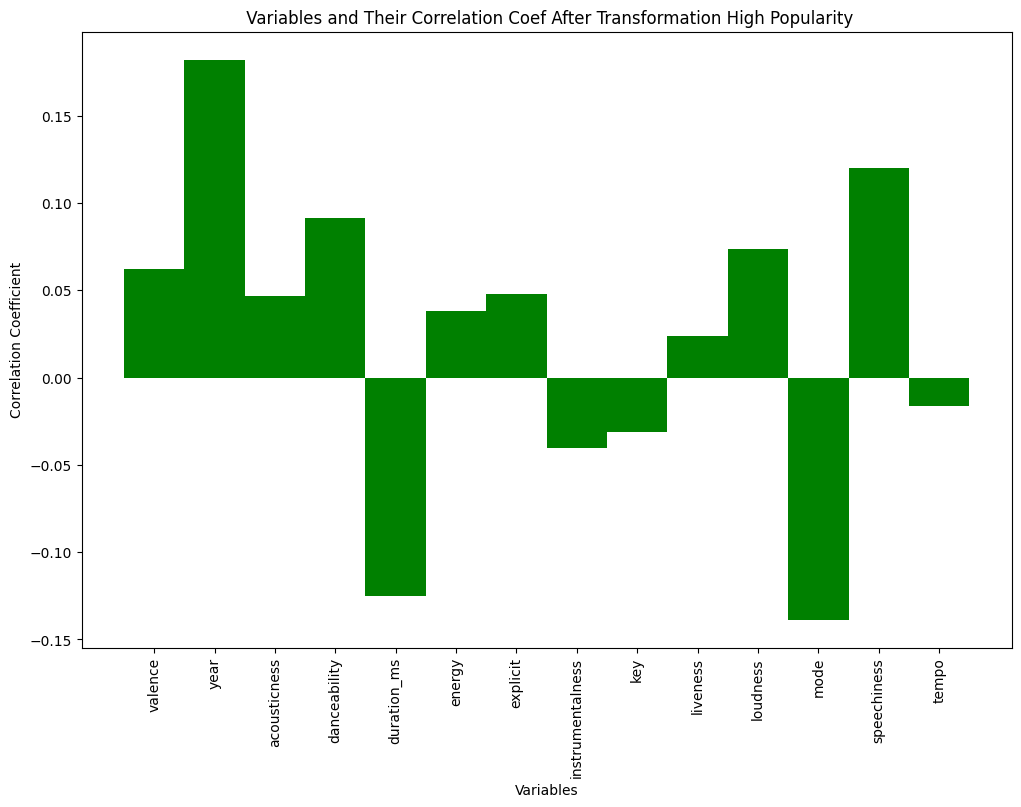 Variables and Their Correlation Coef After Transformation High Popularity
Correlation Coefficient
0.15
0.10
0.05
0.00
−0.05
−0.10
−0.15
valence
year
acousticness
danceability
duration_ms
energy
explicit
instrumentalness
key
liveness
loudness
mode
speechiness
tempo
Variables